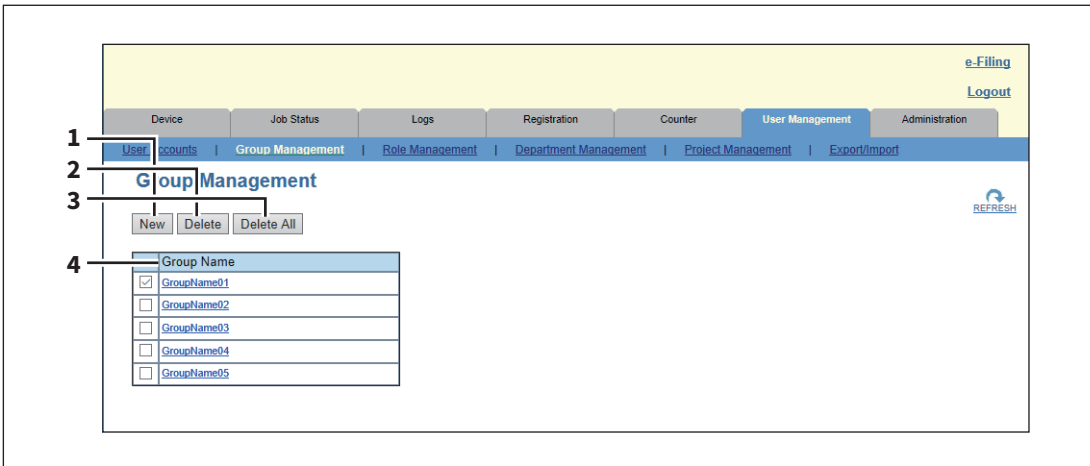 e-Filing
Logout
Device Job Status Logs Registration Counter User Management Administration
1
User Accounts | Group Management | Role Management | Department Management | Project Management | Export/Import
2
Group Management
3
REFRESH
New Delete Delete All
4 Group Name
GroupName01
GroupName02
GroupName03
GroupName04
GroupName05